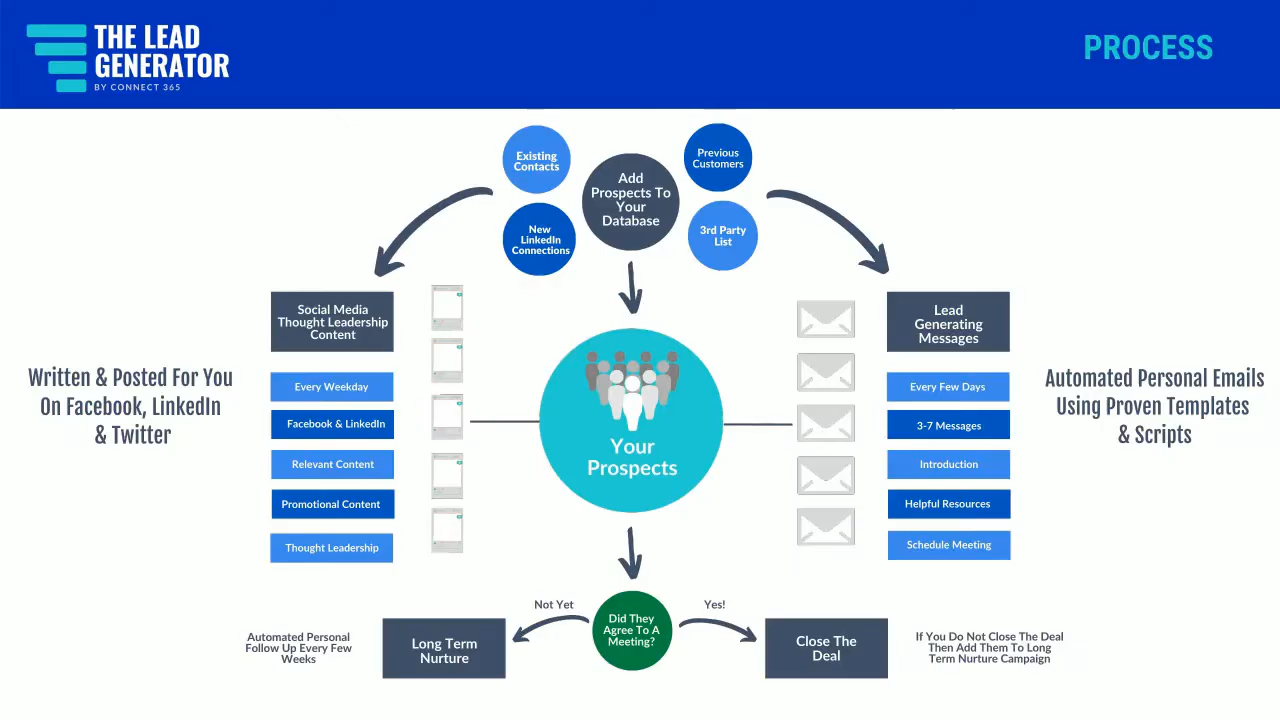 THE LEAD
GENERATOR
BY CONNECT 365
PROCESS
Existing
Contacts
New
LinkedIn
Connections
Add
Prospects To
Your
Database
Previous
Customers
3rd Party
List
Written & Posted For You
On Facebook, LinkedIn
& Twitter
Social Media
Thought Leadership
Content
Every Weekday
Facebook & LinkedIn
Relevant Content
Promotional Content
Thought Leadership
Your
Prospects
Lead
Generating
Messages
Every Few Days
3-7 Messages
Introduction
Helpful Resources
Schedule Meeting
Automated Personal Emails
Using Proven Templates
& Scripts
Did They
Agree To A
Meeting?
Not Yet
Yes!
Automated Personal
Follow Up Every Few
Weeks
Long Term
Nurture
Close The
Deal
If You Do Not Close The Deal
Then Add Them To Long
Term Nurture Campaign